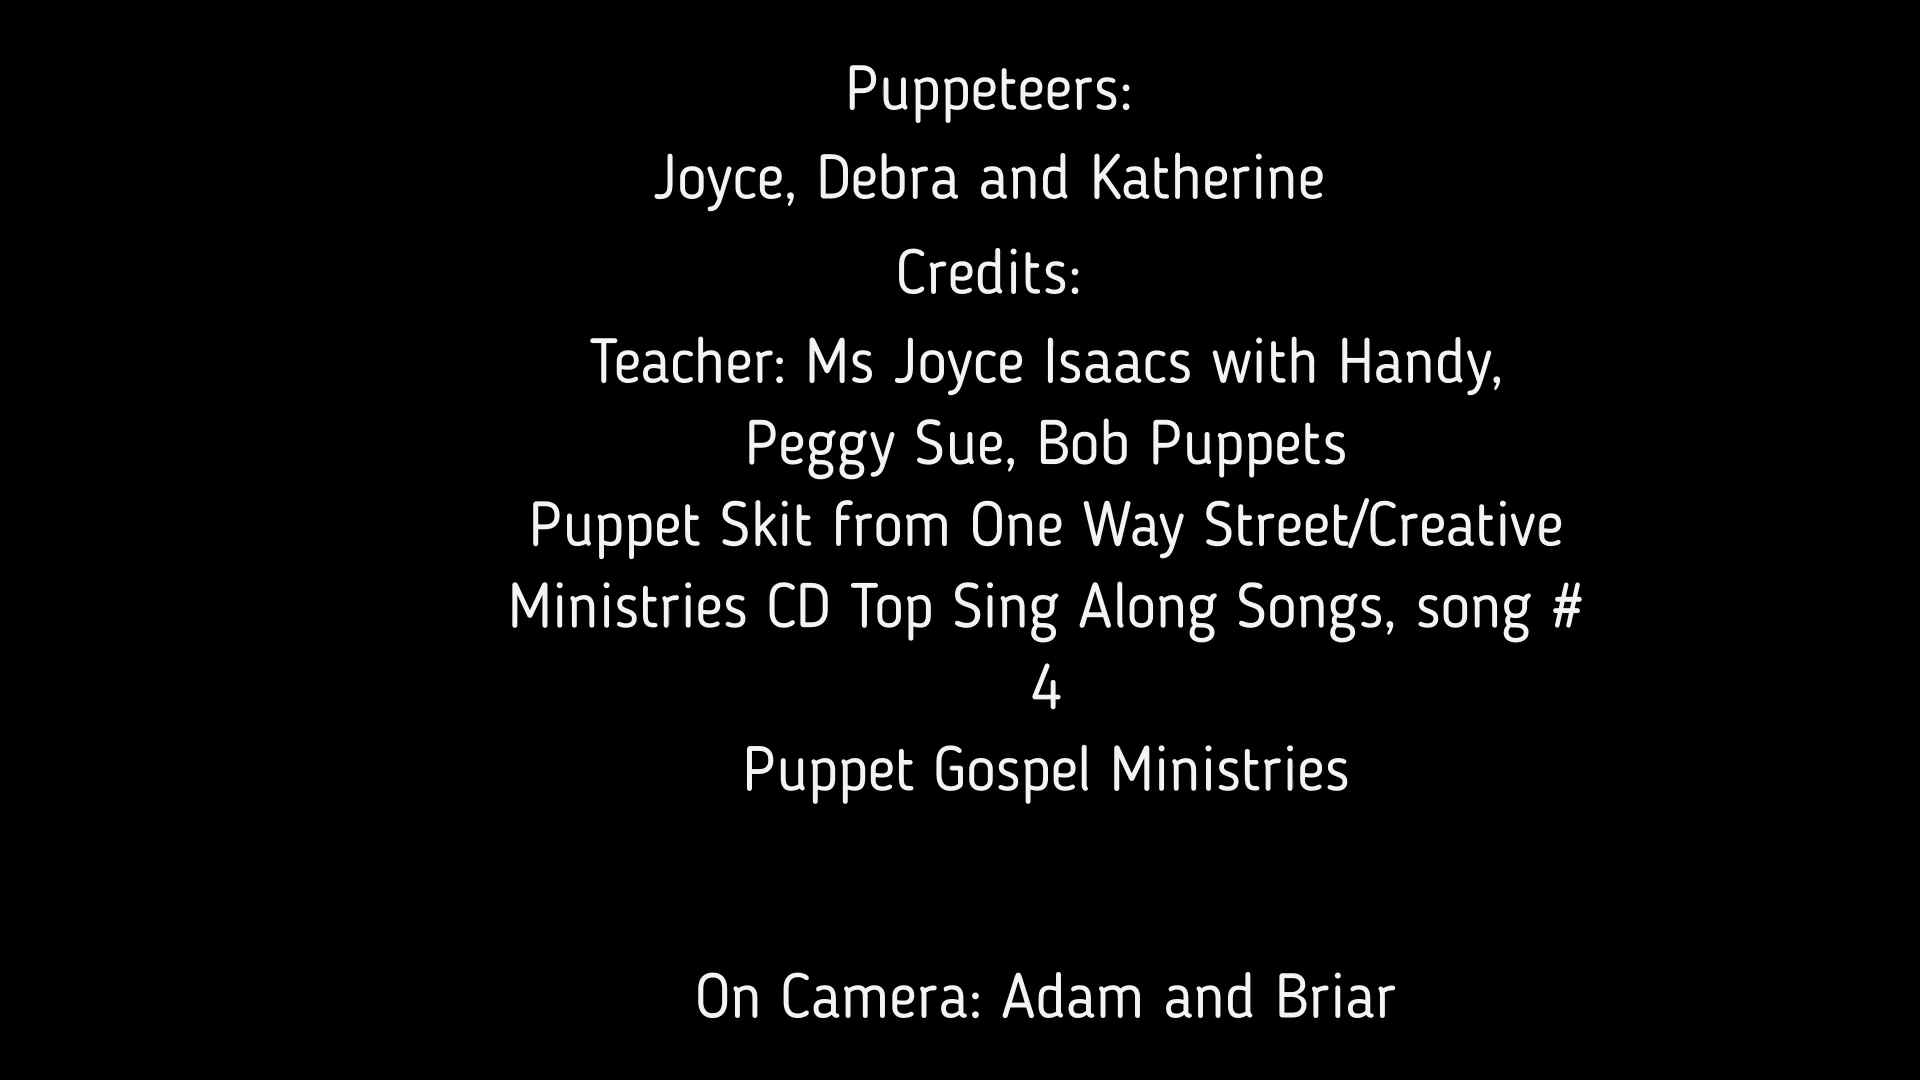 Puppeteers:
Joyce, Debra and Katherine
Credits:
Teacher: Ms Joyce Isaacs with Handy,
Peggy Sue, Bob Puppets
Puppet Skit from One Way Street/Creative
Ministries CD Top Sing Along Songs, song #
4
Puppet Gospel Ministries
On Camera: Adam and Briar